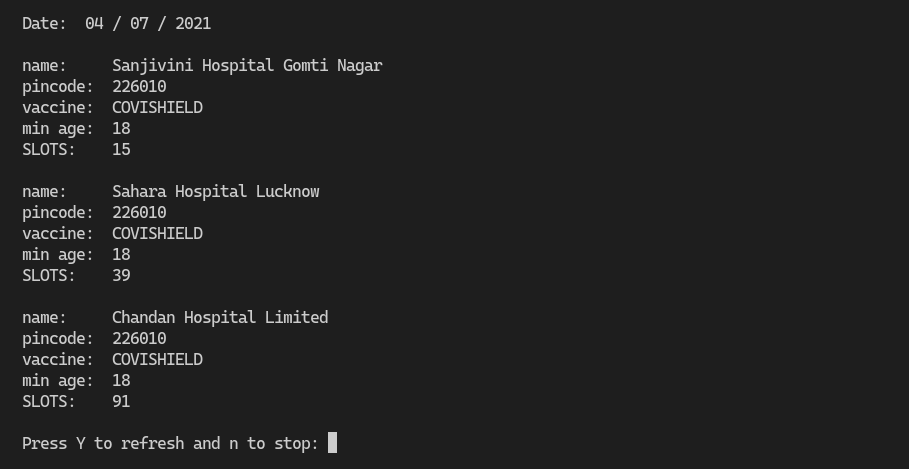 Date:  04 / 07 / 2021
name:     Sanjivini Hospital Gomti Nagar
pincode:  226010
vaccine:  COVISHIELD
min age:  18
SLOTS:    15
name:     Sahara Hospital Lucknow
pincode:  226010
vaccine:  COVISHIELD
min age:  18
SLOTS:    39
name:     Chandan Hospital Limited
pincode:  226010
vaccine:  COVISHIELD
min age:  18
SLOTS:    91
Press Y to refresh and n to stop: